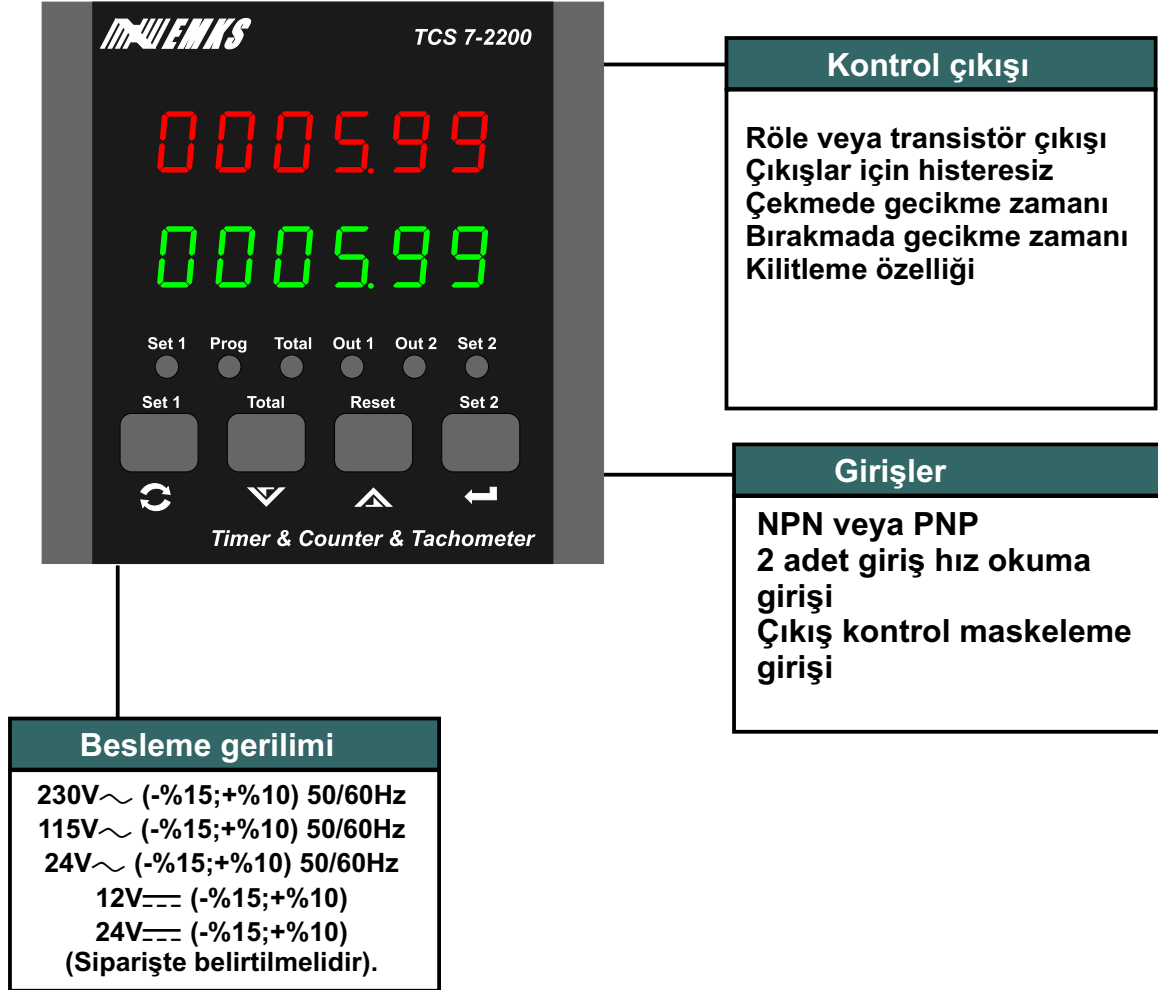 EMKS
TCS 7-2200
0005.99
0005.99
Set 1 Prog Total Out 1 Out 2 Set 2
Set 1 Total Reset Set 2
Timer & Counter & Tachometer
Kontrol çıkışı
Röle veya transistör çıkışı
Çıkışlar için histeresiz
Çekmede gecikme zamanı
Bırakmada gecikme zamanı
Kilitleme özelliği
Girişler
NPN veya PNP
2 adet giriş hız okuma
girişi
Çıkış kontrol maskeleme
girişi
Besleme gerilimi
230V∼ (-%15;+%10) 50/60Hz
115V∼ (-%15;+%10) 50/60Hz
24V∼ (-%15;+%10) 50/60Hz
12V⎓ (-%15;+%10)
24V⎓ (-%15;+%10)
(Siparişte belirtilmelidir).